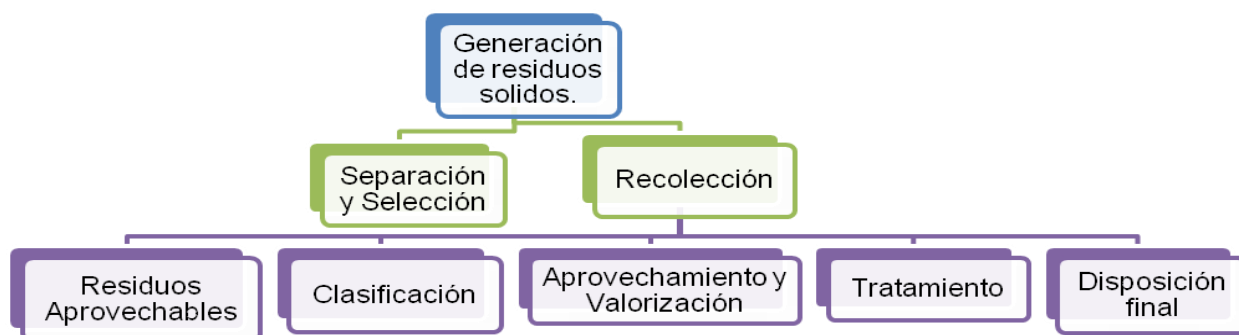 Generación
de residuos
solidos.
Separación
y Selección
Recolección
Residuos
Aprovechables
Clasificación
Aprovechamiento y
Valorización
Tratamiento
Disposición
final